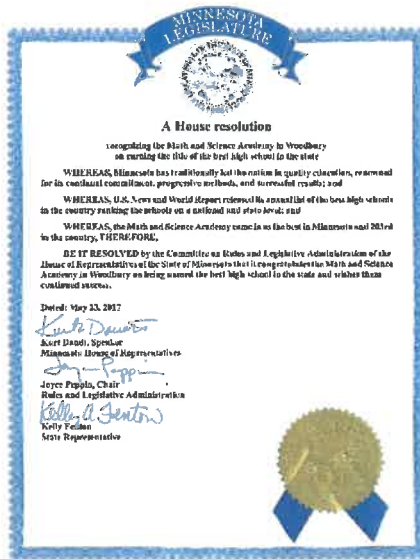 MINNESOTA
LEGISLATURE
A House resolution
recognizing the Math and Science Academy in Woodbury
on earning the title of the best high school in the state
WHEREAS, Minnesota has traditionally led the nation in quality education, renowned
for its continual commitment, progressive methods, and successful results; and
WHEREAS, U.S. News and World Report released its annual list of the best high schools
in the country ranking the schools on a national and state level; and
WHEREAS, the Math and Science Academy came in as the best in Minnesota and 203rd
in the country, THEREFORE,
BE IT RESOLVED by the Committee on Rules and Legislative Administration of the
House of Representatives of the State of Minnesota that it congratulates the Math and Science
Academy in Woodbury on being named the best high school in the state and wishes them
continued success.
Dated: May 23, 2017
Kurt Daudt, Speaker
Minnesota House of Representatives
Joyce Peppin
Joyce Peppin, Chair
Rules and Legislative Administration
Kelly A Fenton
Kelly Fenton
State Representative